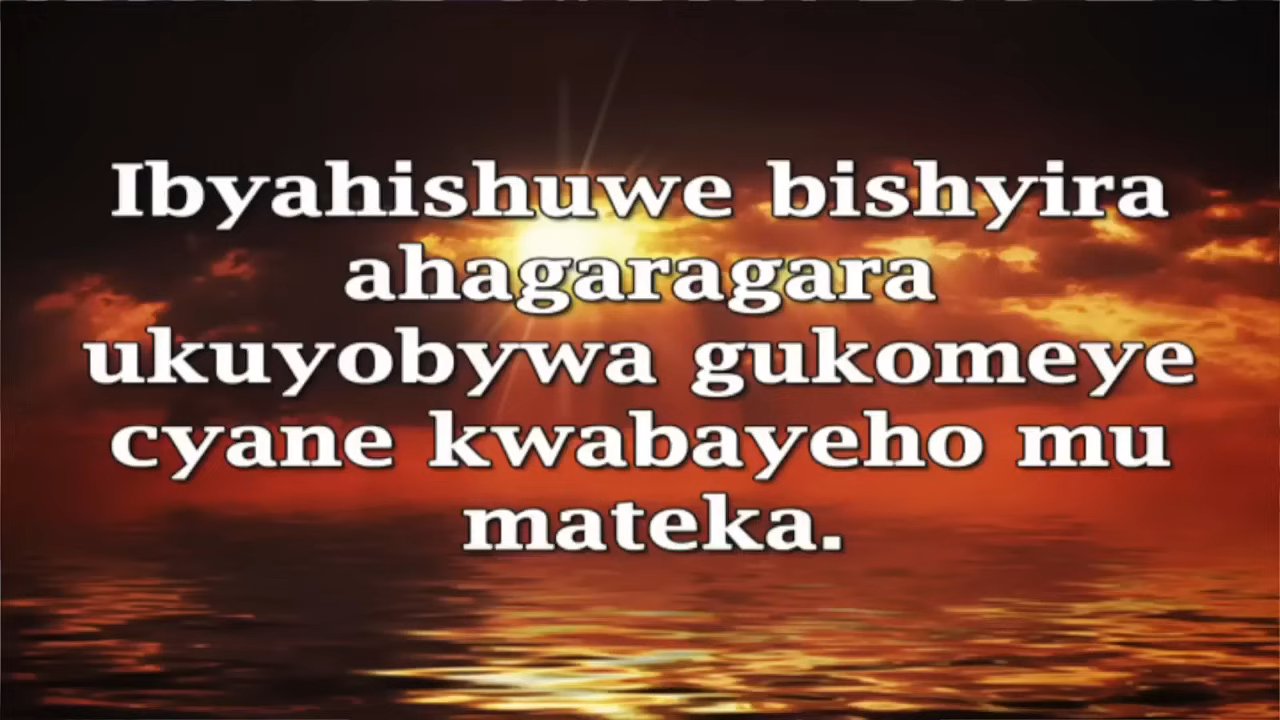 Ibyahishuwe bishyira
ahagaragara
ukuyobywa gukomeye
cyane kwabayeho mu
mateka.